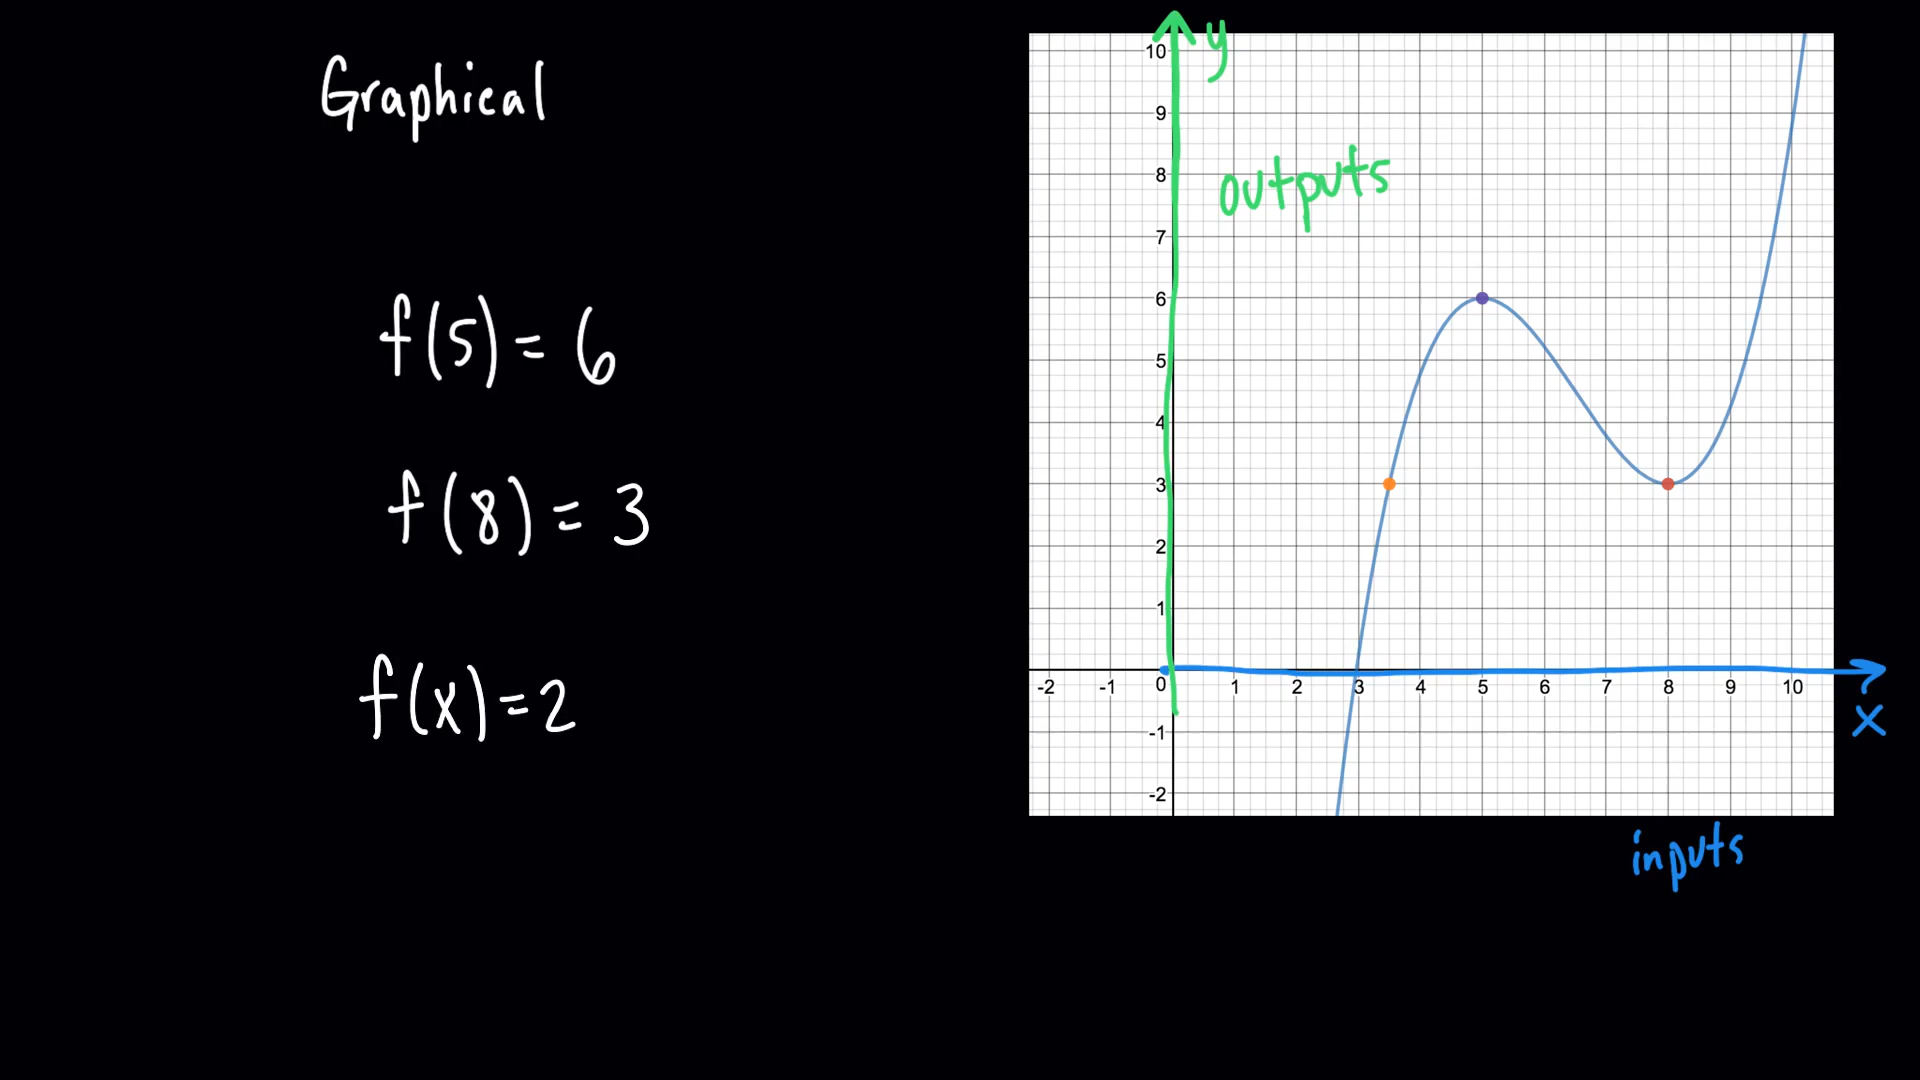 Graphical
f(5) = 6
f(8) = 3
f(x) = 2
y
outputs
10
9
8
7
6
5
4
3
2
1
-2 -1 0 1 2 3 4 5 6 7 8 9 10
x
-1
-2
inputs